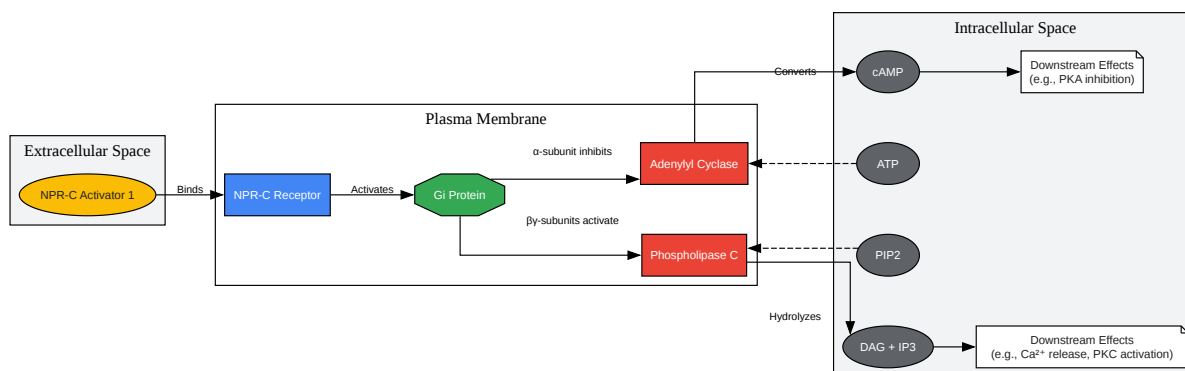 Extracellular Space
NPR-C Activator 1
Binds
Plasma Membrane
NPR-C Receptor
Activates
Gi Protein
α-subunit inhibits
Adenylyl Cyclase
βγ-subunits activate
Phospholipase C
Converts
Hydrolyzes
Intracellular Space
cAMP
Downstream Effects
(e.g., PKA inhibition)
ATP
PIP2
DAG + IP3
Downstream Effects
(e.g., Ca²⁺ release, PKC activation)